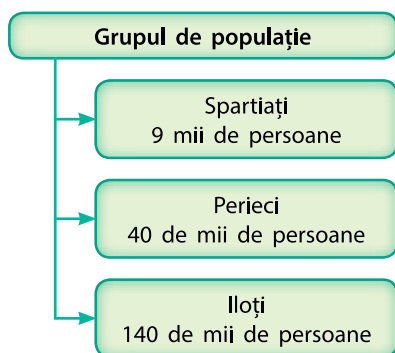 Grupul de populație
Spartiați
9 mii de persoane
Perieci
40 de mii de persoane
Iloți
140 de mii de persoane